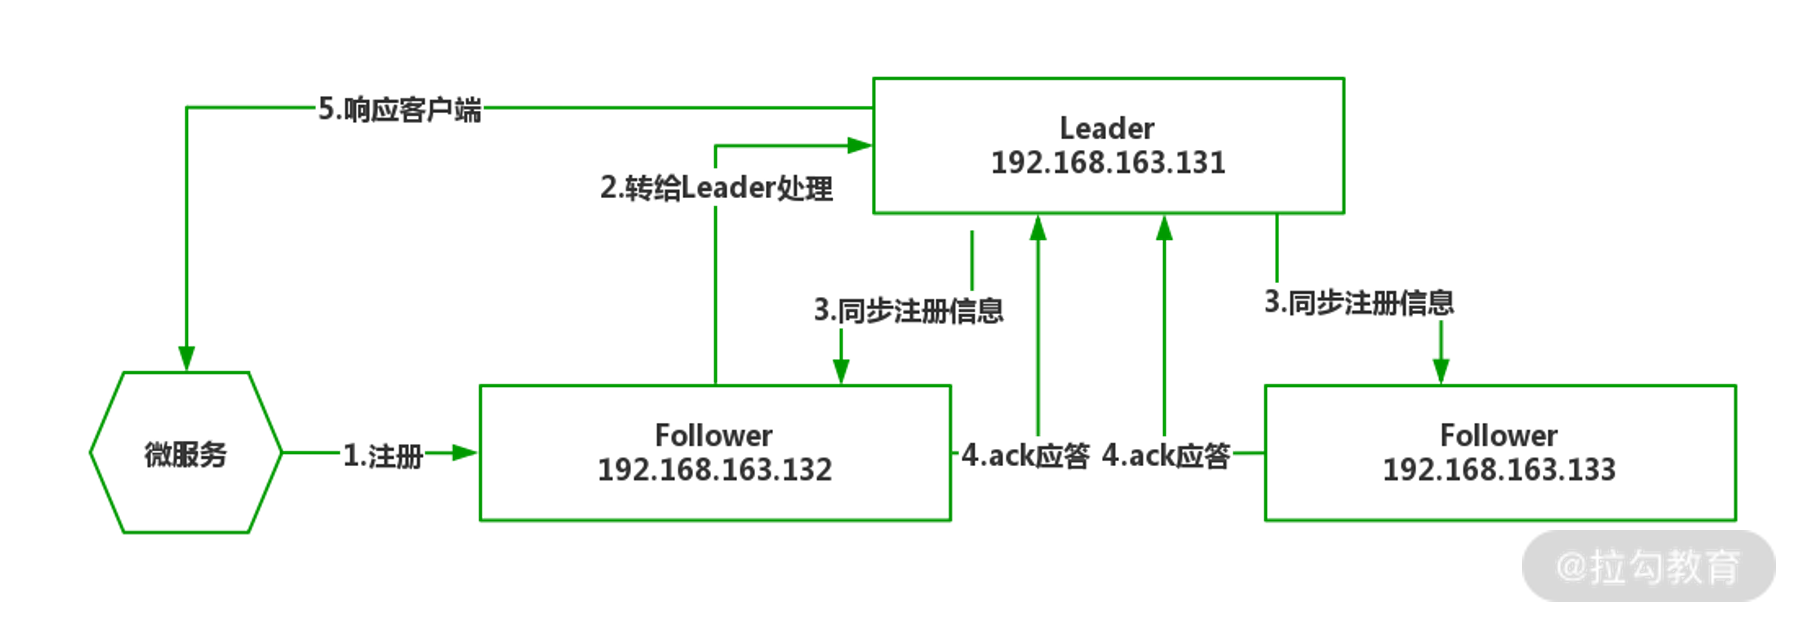 5.响应客户端
Leader
192.168.163.131
2.转给Leader处理
3.同步注册信息
3.同步注册信息
微服务
1.注册
Follower
192.168.163.132
4.ack应答
4.ack应答
Follower
192.168.163.133
@拉勾教育